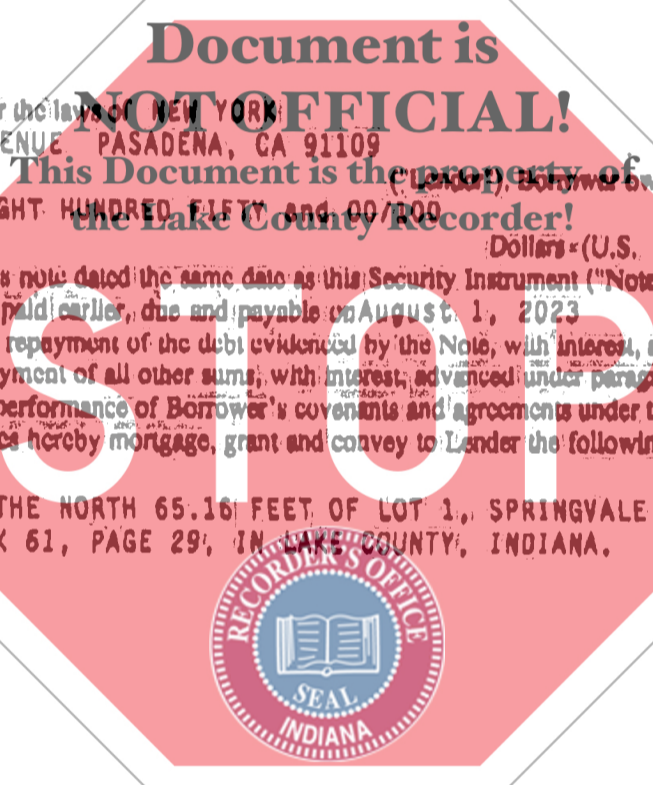 Document is
NOT OFFICIAL!
r the laws of NEW YORK
ENUE PASADENA, CA 91109
This Document is the property of
("Lender"). Borrower ow
GHT HUNDRED FIFTY and 00/100
the Lake County Recorder!
Dollars (U.S.
s note dated the same date as this Security Instrument ("Note
paid earlier, due and payable on August 1, 2023
STOP
repayment of the debt evidenced by the Note, with interest,
yment of all other sums, with interest, advanced under parag
performance of Borrower's covenants and agreements under t
es hereby mortgage, grant and convey to Lender the followin
THE NORTH 65.16 FEET OF LOT 1, SPRINGVALE
K 61, PAGE 29, IN LAKE COUNTY, INDIANA.
RECORDER'S OFFICE
SEAL
INDIANA